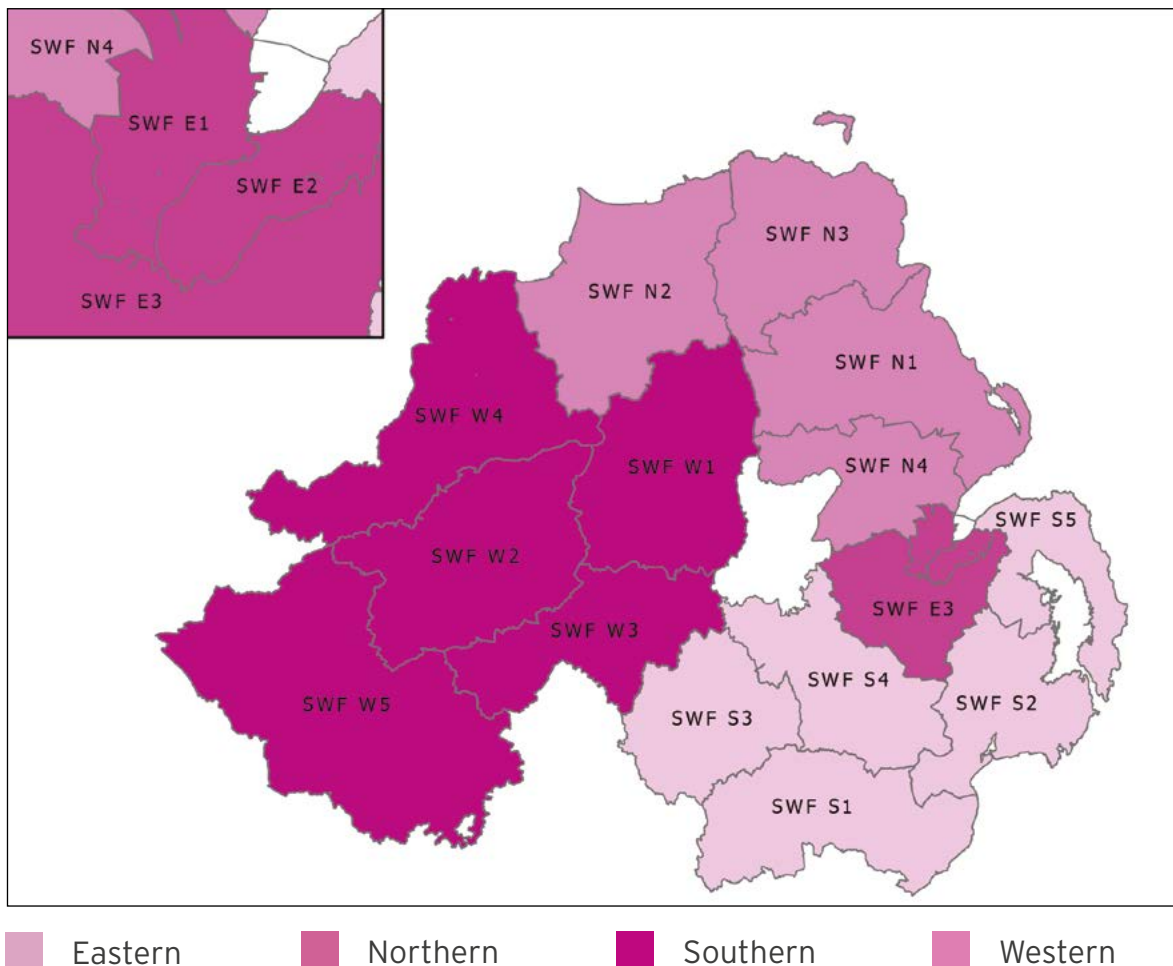 SWF N4
SWF E1
SWF E2
SWF E3
SWF N3
SWF N2
SWF N1
SWF W4
SWF N4
SWF W1
SWF S5
SWF W2
SWF E3
SWF W3
SWF S4
SWF W5
SWF S2
SWF S3
SWF S1
Eastern Northern Southern Western